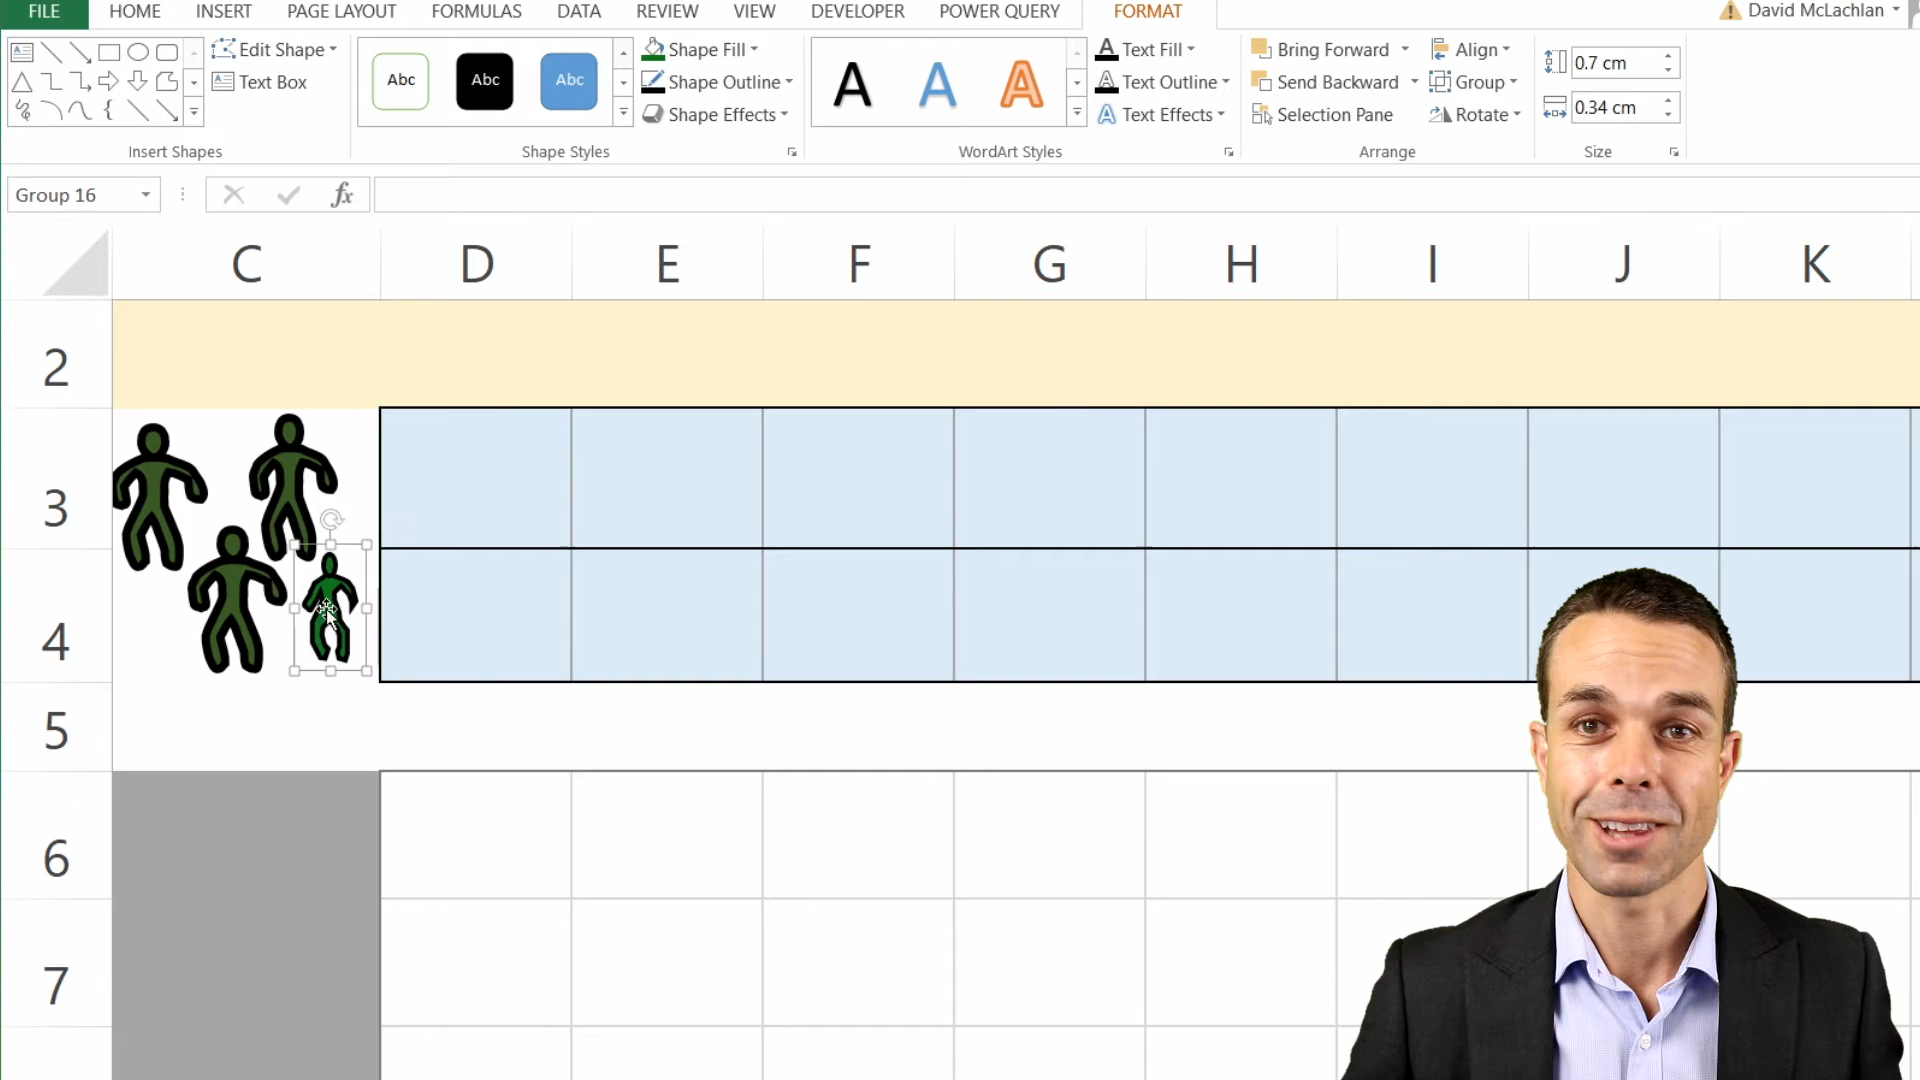 FILE HOME INSERT PAGE LAYOUT FORMULAS DATA REVIEW VIEW DEVELOPER POWER QUERY FORMAT David McLachlan
Edit Shape
Text Box
Insert Shapes
Abc Abc Abc
Shape Fill
Shape Outline
Shape Effects
Shape Styles
A A A
Text Fill
Text Outline
Text Effects
WordArt Styles
Bring Forward
Send Backward
Selection Pane
Align
Group
Rotate
Arrange
0.7 cm
0.34 cm
Size
Group 16 fx
C D E F G H I J K
2
3
4
5
6
7